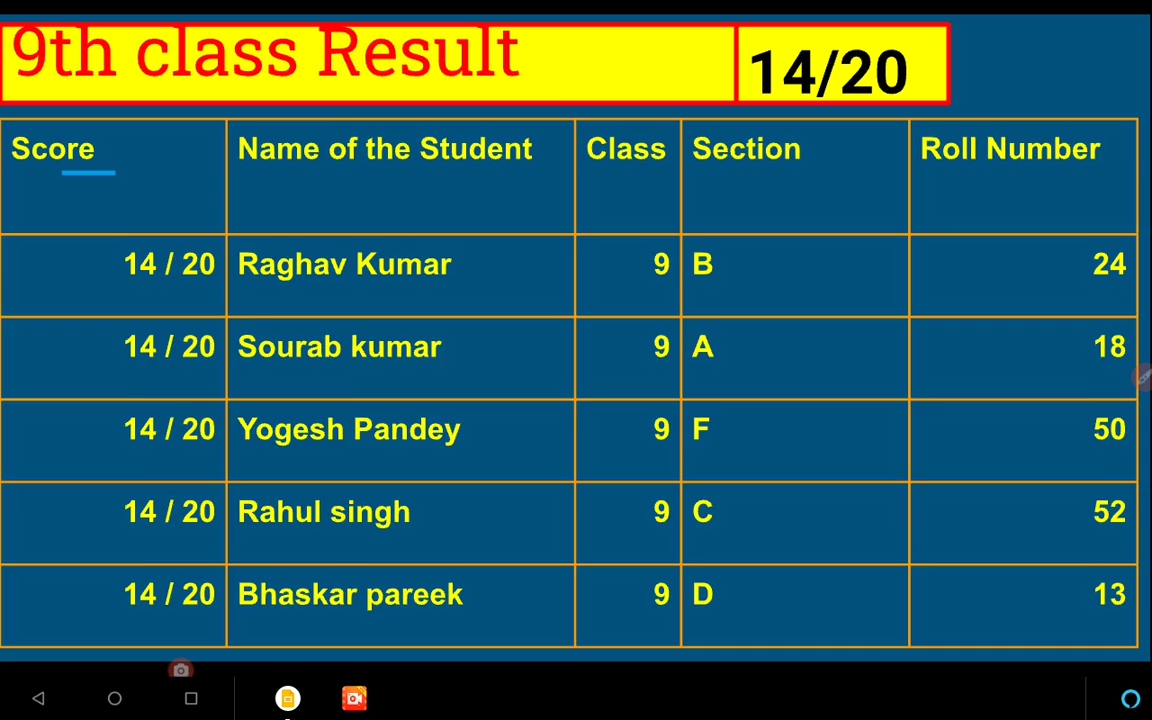 9th class Result 14/20
Score Name of the Student Class Section Roll Number
14 / 20 Raghav Kumar 9 B 24
14 / 20 Sourab kumar 9 A 18
14 / 20 Yogesh Pandey 9 F 50
14 / 20 Rahul singh 9 C 52
14 / 20 Bhaskar pareek 9 D 13